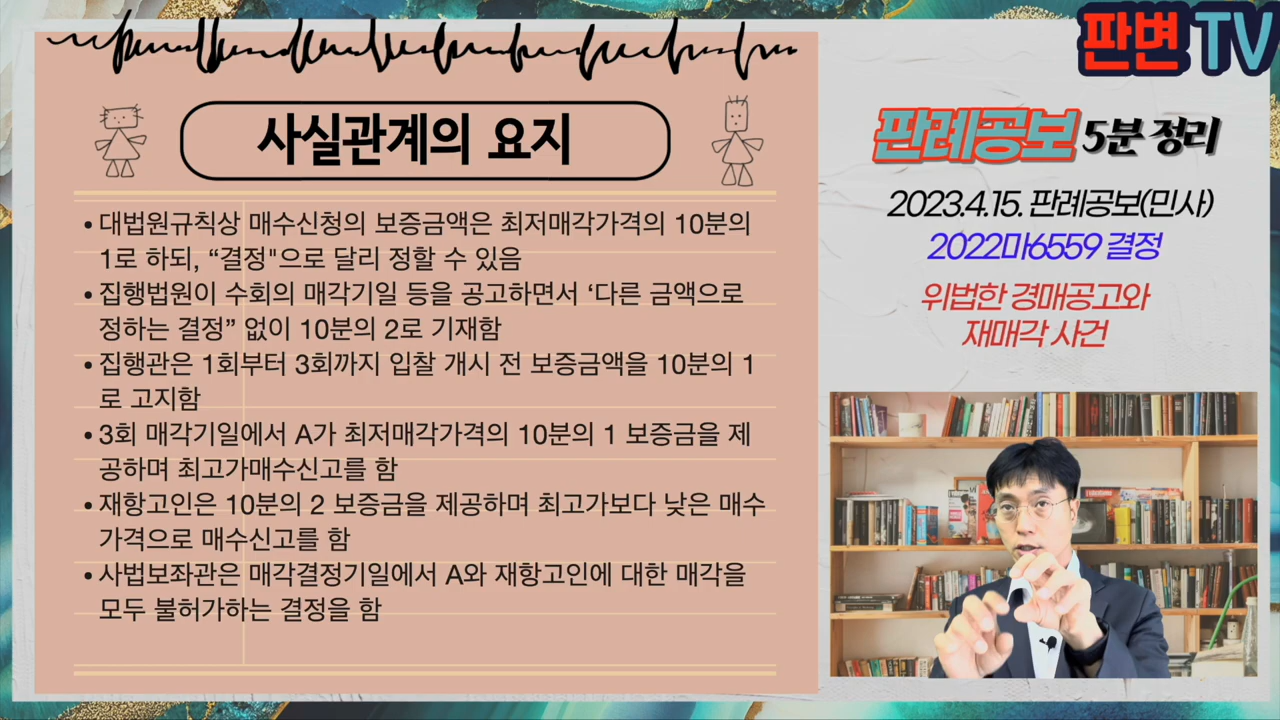 판변 TV
사실관계의 요지
• 대법원규칙상 매수신청의 보증금액은 최저매각가격의 10분의
1로 하되, “결정"으로 달리 정할 수 있음
• 집행법원이 수회의 매각기일 등을 공고하면서 ‘다른 금액으로
정하는 결정” 없이 10분의 2로 기재함
• 집행관은 1회부터 3회까지 입찰 개시 전 보증금액을 10분의 1
로 고지함
• 3회 매각기일에서 A가 최저매각가격의 10분의 1 보증금을 제
공하며 최고가매수신고를 함
• 재항고인은 10분의 2 보증금을 제공하며 최고가보다 낮은 매수
가격으로 매수신고를 함
• 사법보좌관은 매각결정기일에서 A와 재항고인에 대한 매각을
모두 불허가하는 결정을 함
판례공보 5분 정리
2023.4.15. 판례공보(민사)
2022마6559 결정
위법한 경매공고와
재매각 사건